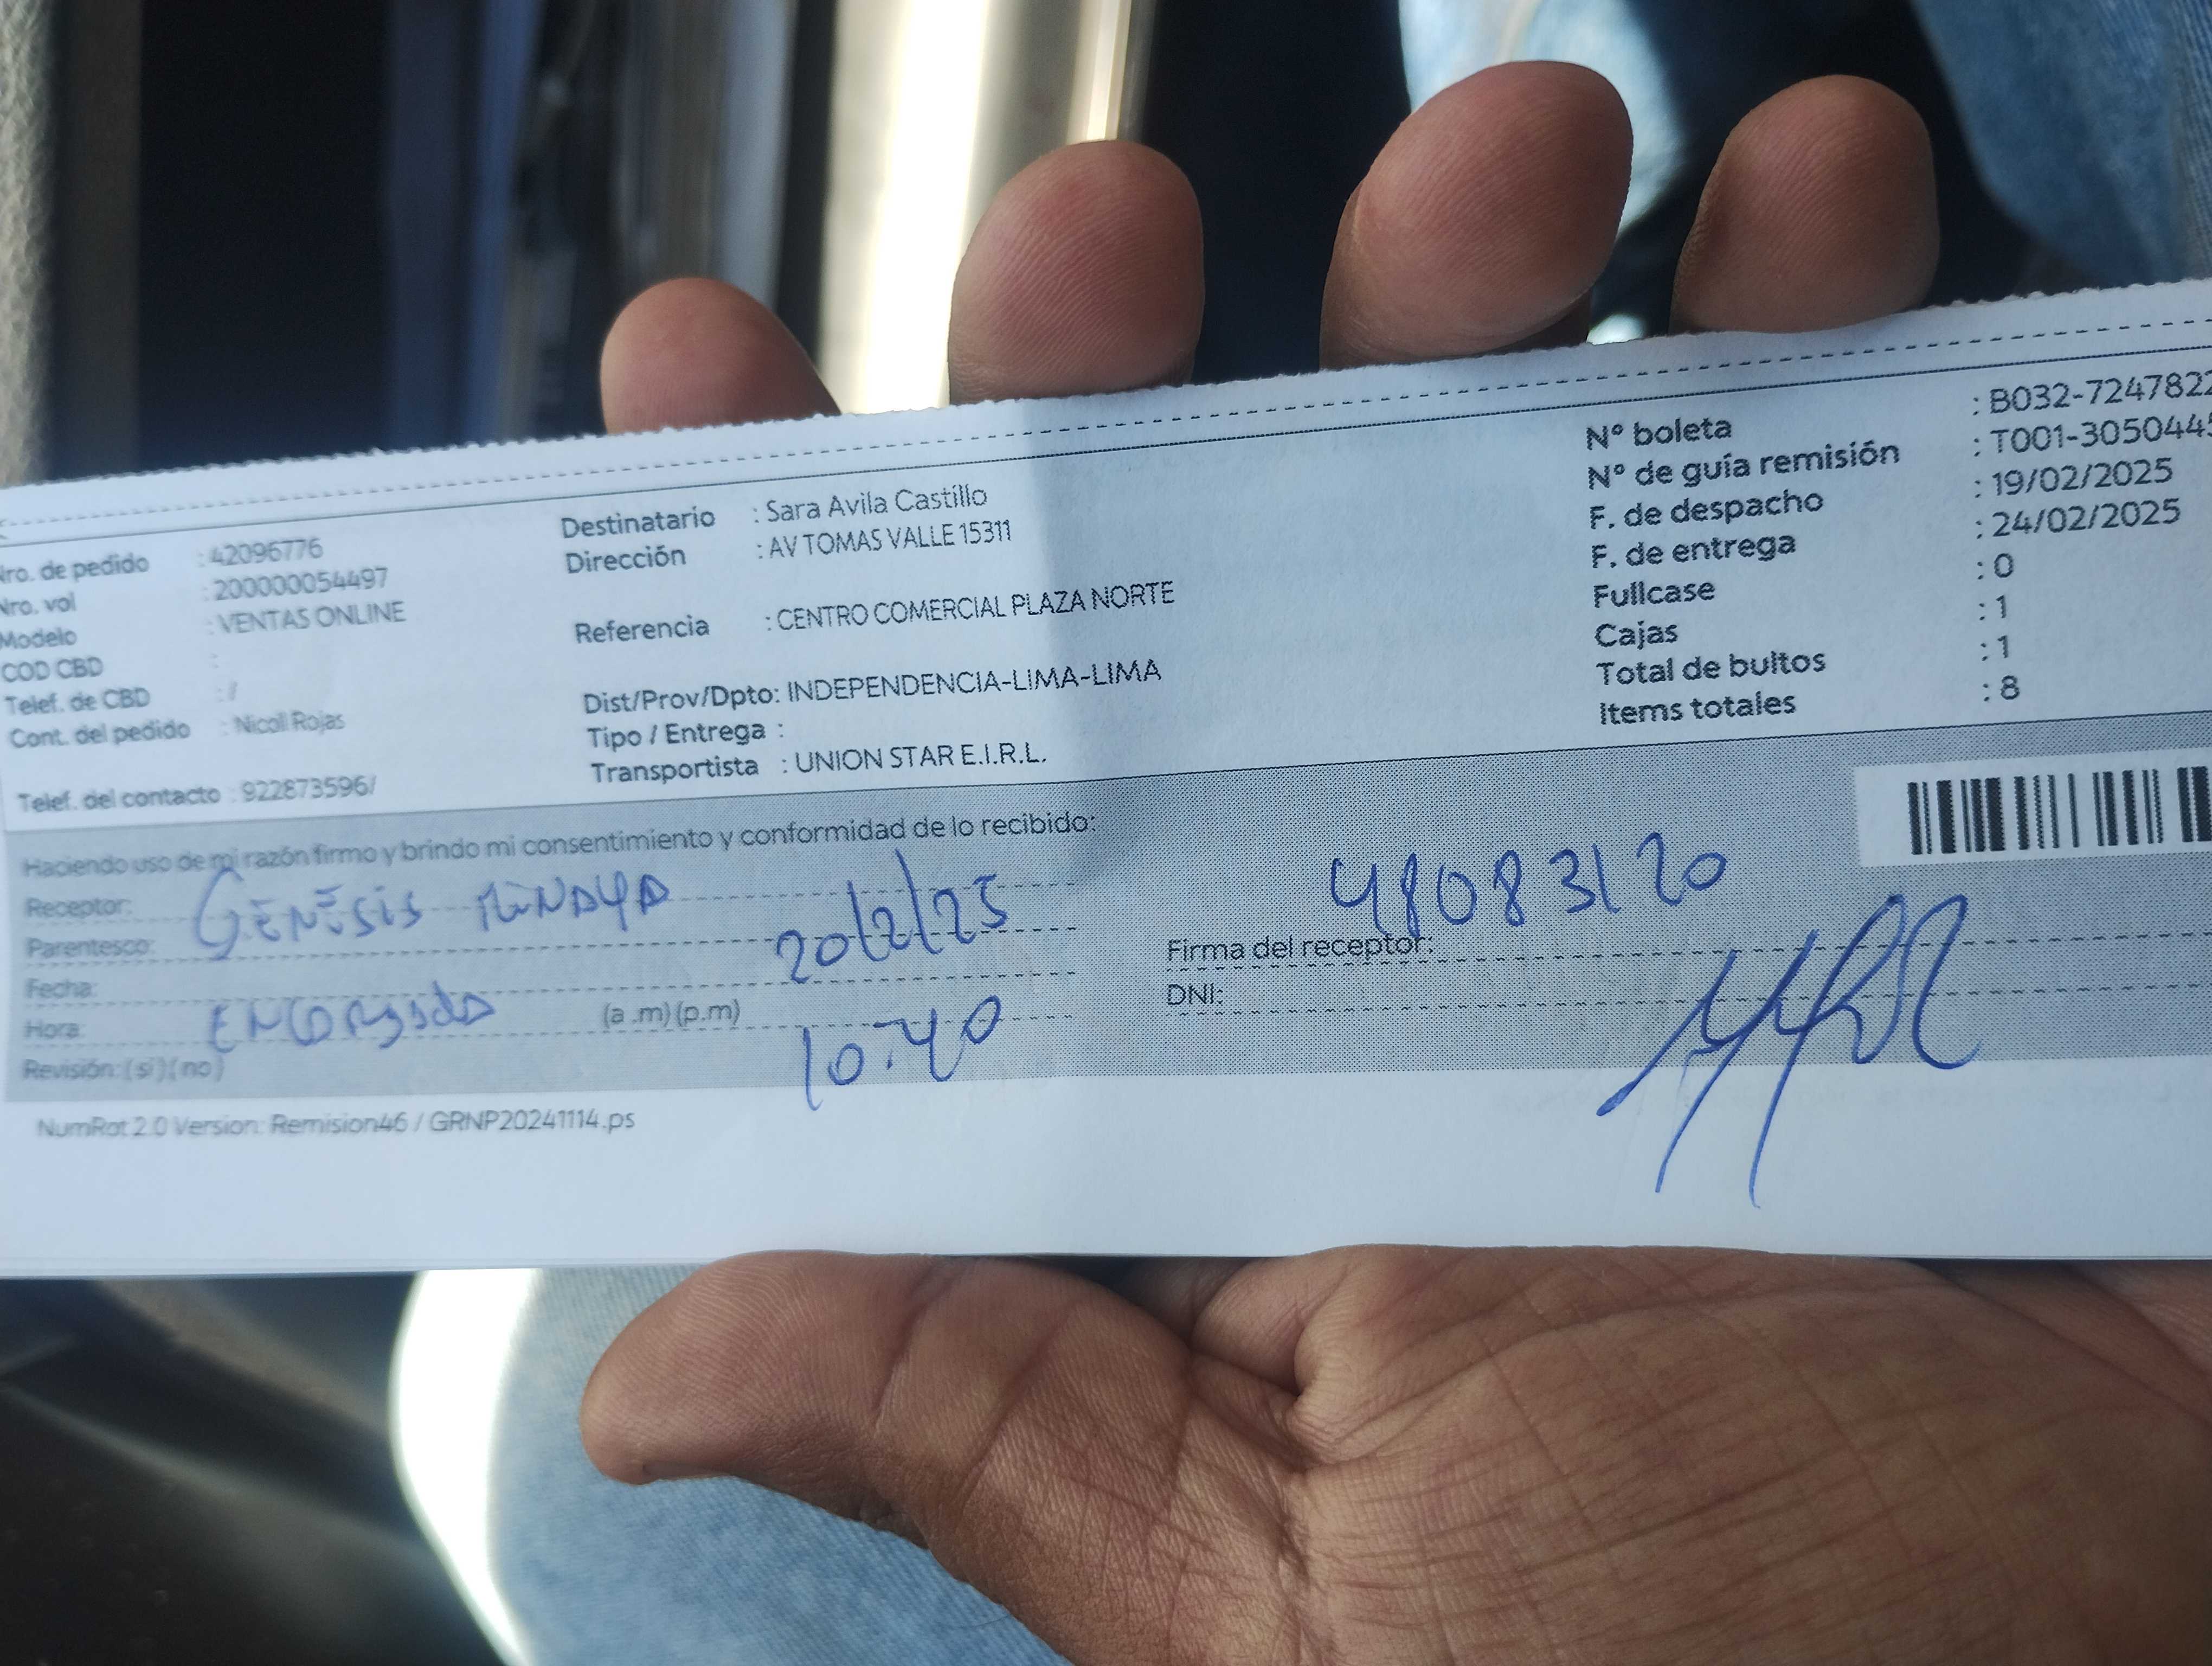 Nro. de pedido : 42096776
Nro. vol : 200000054497
Modelo : VENTAS ONLINE
COD CBD :
Telef. de CBD : /
Cont. del pedido : Nicoll Rojas
Telef. del contacto : 922873596/
Destinatario : Sara Avila Castillo
Dirección : AV TOMAS VALLE 15311
Referencia : CENTRO COMERCIAL PLAZA NORTE
Dist/Prov/Dpto: INDEPENDENCIA-LIMA-LIMA
Tipo / Entrega :
Transportista : UNION STAR E.I.R.L.
N° boleta : B032-7247822
N° de guía remisión : T001-3050445
F. de despacho : 19/02/2025
F. de entrega : 24/02/2025
Fullcase : 0
Cajas : 1
Total de bultos : 1
Items totales : 8
Haciendo uso de mi razón firmo y brindo mi consentimiento y conformidad de lo recibido:
Receptor: GENESIS MINAYA
Parentesco:
Fecha: 20/2/25
Hora: ENCARGADA (a .m) (p.m) 10:40
Revisión: ( si ) ( no )
48083120
Firma del receptor:
DNI:
NumRot 2.0 Version: Remision46 / GRNP20241114.ps